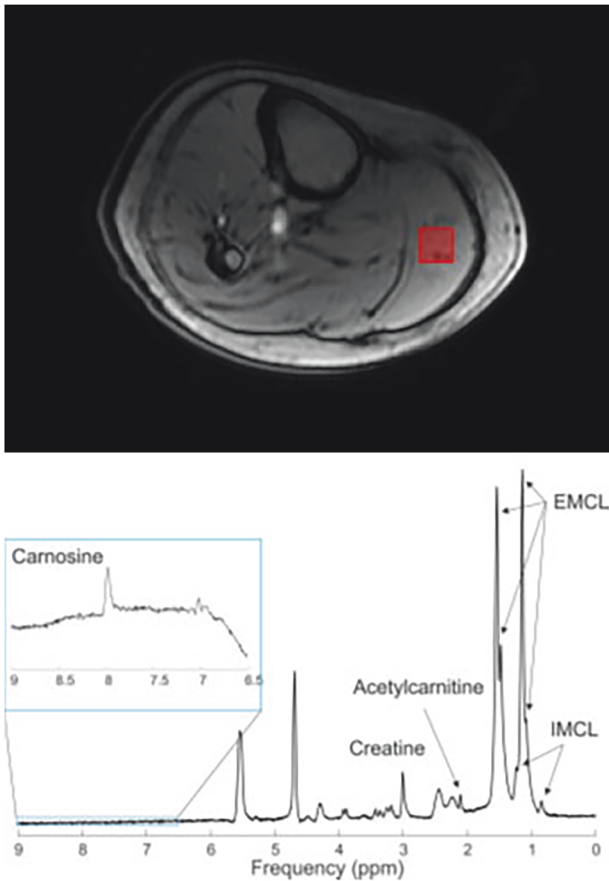 EMCL
Carnosine
9 8.5 8 7.5 7 6.5
Acetylcarnitine
IMCL
Creatine
9 8 7 6 5 4 3 2 1 0
Frequency (ppm)